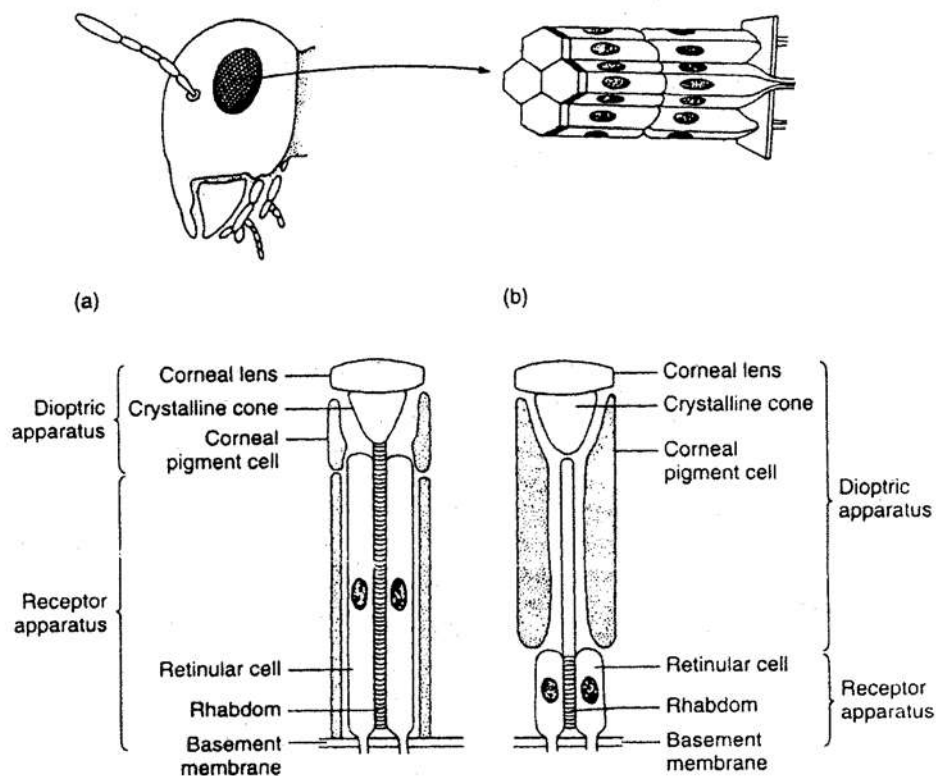 (a)
(b)
Dioptric
apparatus
Receptor
apparatus
Corneal lens
Crystalline cone
Corneal
pigment cell
Retinular cell
Rhabdom
Basement
membrane
Corneal lens
Crystalline cone
Corneal
pigment cell
Retinular cell
Rhabdom
Basement
membrane
Dioptric
apparatus
Receptor
apparatus